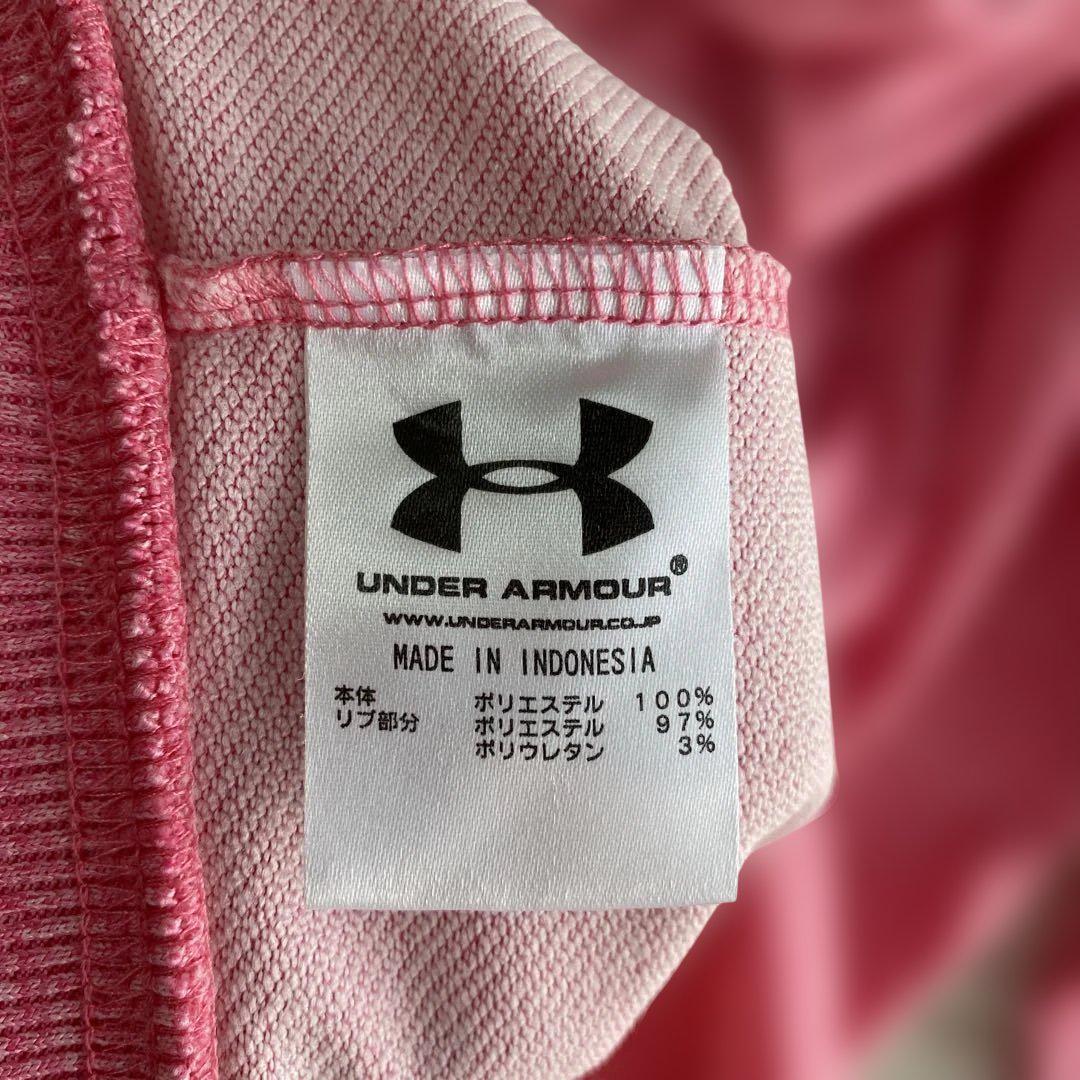 UNDER ARMOUR®
WWW.UNDERARMOUR.CO.JP
MADE IN INDONESIA
本体 ポリエステル 100%
リブ部分 ポリエステル 97%
ポリウレタン 3%